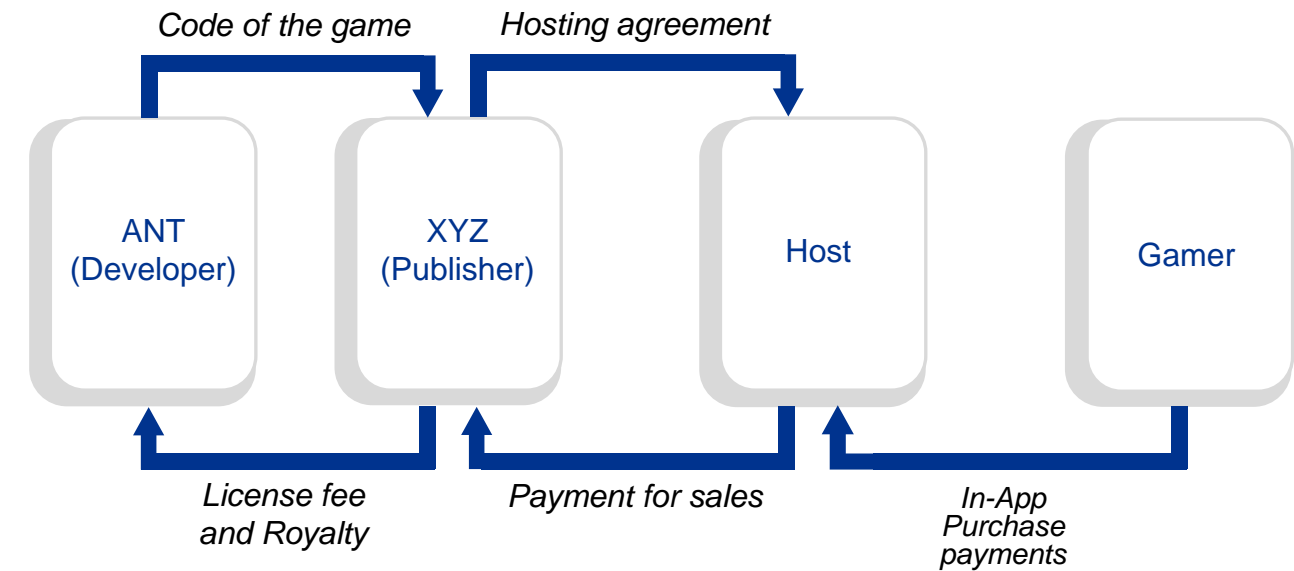 Code of the game
Hosting agreement
ANT
(Developer)
XYZ
(Publisher)
Host
Gamer
License fee
and Royalty
Payment for sales
In-App
Purchase
payments